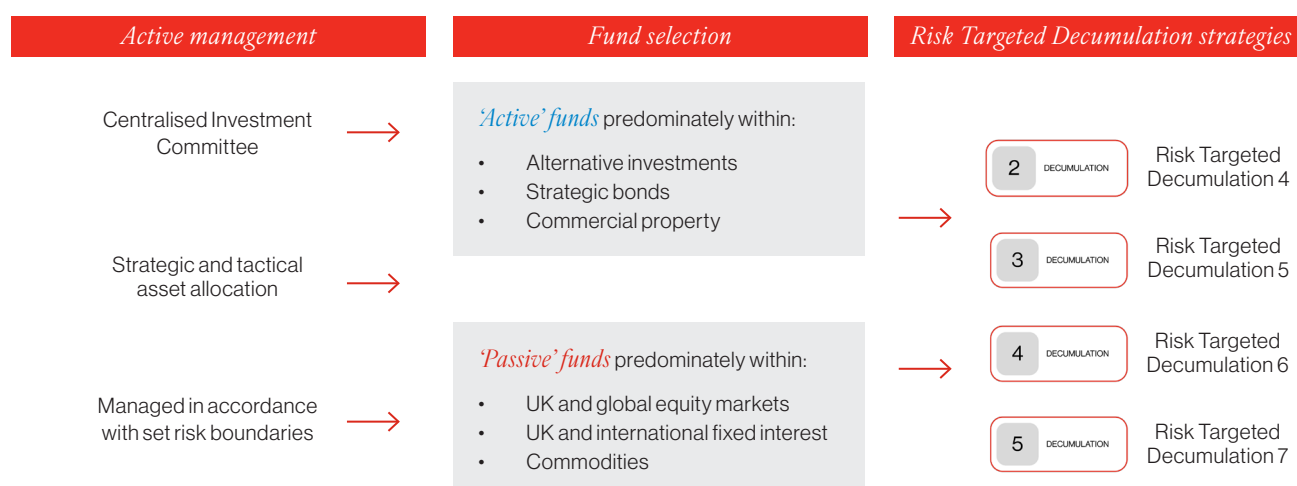 Active management
Centralised Investment
Committee
Strategic and tactical
asset allocation
Managed in accordance
with set risk boundaries
Fund selection
‘Active’ funds predominately within:
• Alternative investments
• Strategic bonds
• Commercial property
‘Passive’ funds predominately within:
• UK and global equity markets
• UK and international fixed interest
• Commodities
Risk Targeted Decumulation strategies
2 DECUMULATION
Risk Targeted
Decumulation 4
3 DECUMULATION
Risk Targeted
Decumulation 5
4 DECUMULATION
Risk Targeted
Decumulation 6
5 DECUMULATION
Risk Targeted
Decumulation 7